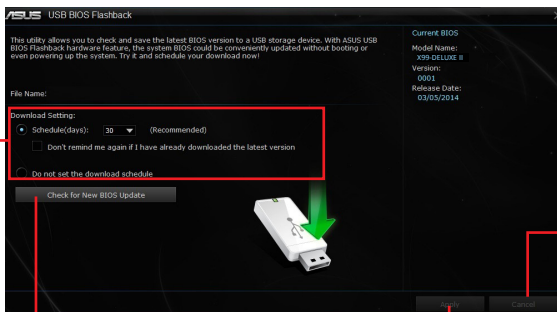 ASUS USB BIOS Flashback
This utility allows you to check and save the latest BIOS version to a USB storage device. With ASUS USB
BIOS Flashback hardware feature, the system BIOS could be conveniently updated without booting or
even powering up the system. Try it and schedule your download now!
File Name:
Download Setting:
Schedule(days): 30 (Recommended)
Don't remind me again if I have already downloaded the latest version
Do not set the download schedule
Check for New BIOS Update
Current BIOS
Model Name:
X99-DELUXE II
Version:
0001
Release Date:
03/05/2014
Apply Cancel